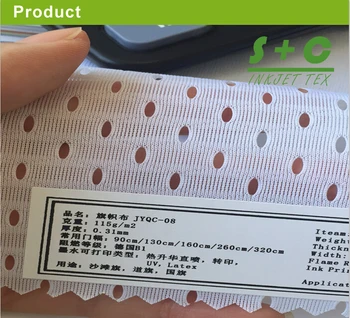 Product
S+C
INKJET TEX
品名: 旗帜布 JYQC-08
克重: 115g/m2
厚度: 0.31mm
常用门幅: 90cm/130cm/160cm/260cm/320cm
阻燃等级: 德国B1
墨水可打印类型: 热升华直喷, 转印,
UV, Latex
用途: 沙滩旗, 道旗, 国旗
Iteam:
Weigh
Thickn
Width
Flame R
Ink Prin
Applicat